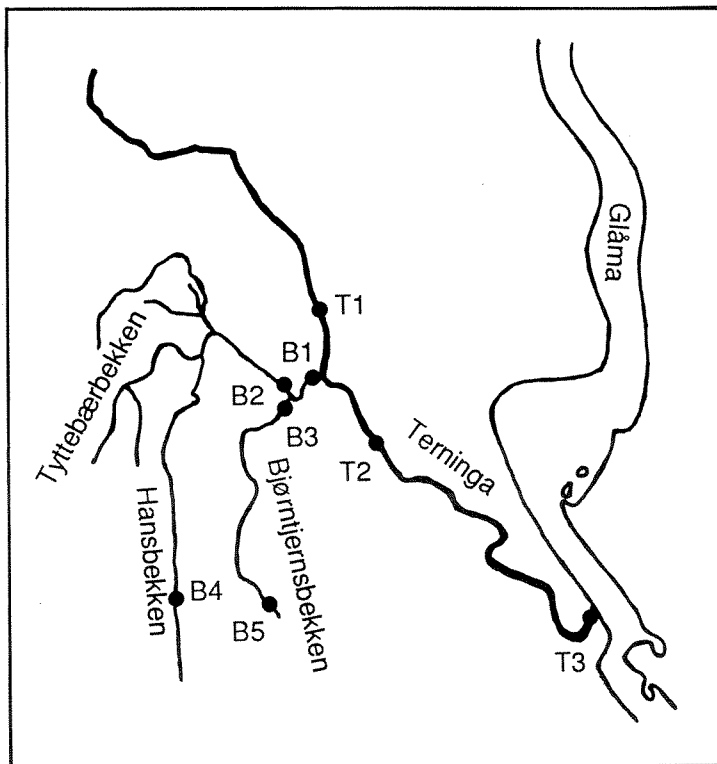 Glåma
T1
B1
B2
B3
Tyttebærbekken
Terninga
T2
Hansbekken
Bjørntjernsbekken
B4
B5
T3